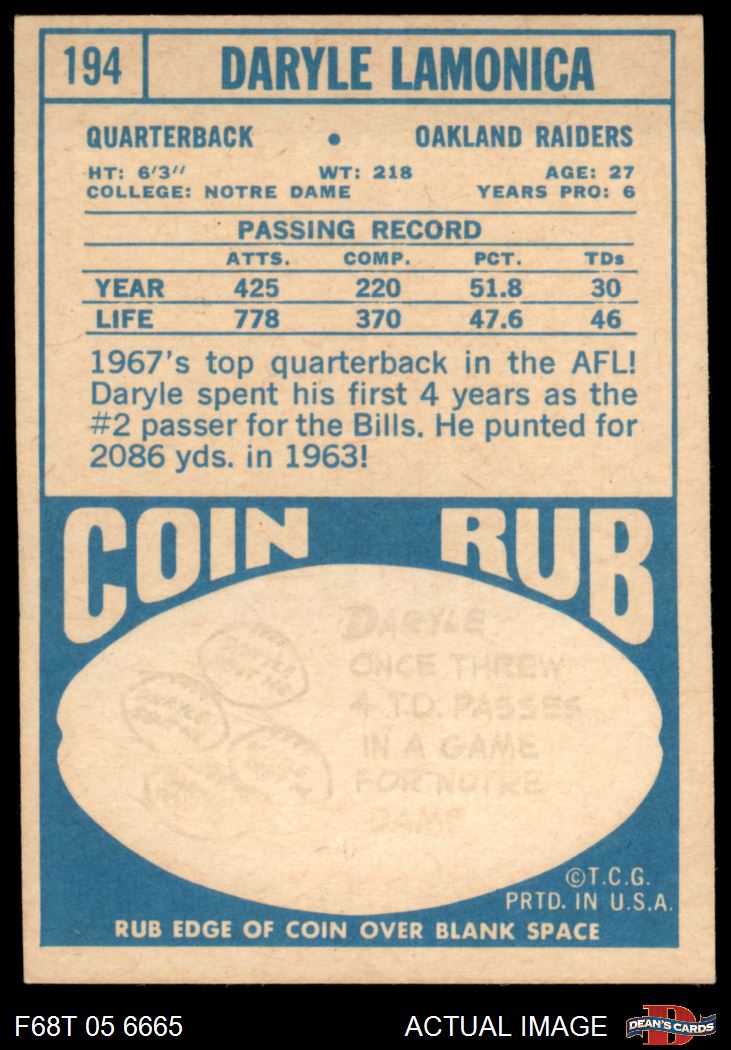 194 DARYLE LAMONICA
QUARTERBACK • OAKLAND RAIDERS
HT: 6'3" WT: 218 AGE: 27
COLLEGE: NOTRE DAME YEARS PRO: 6
PASSING RECORD
ATTS. COMP. PCT. TDs
YEAR 425 220 51.8 30
LIFE 778 370 47.6 46
1967's top quarterback in the AFL!
Daryle spent his first 4 years as the
#2 passer for the Bills. He punted for
2086 yds. in 1963!
COIN RUB
DARYLE
ONCE THREW
4 T.D. PASSES
IN A GAME
FOR NOTRE
DAME
©T.C.G.
PRTD. IN U.S.A.
RUB EDGE OF COIN OVER BLANK SPACE
F68T 05 6665 ACTUAL IMAGE DEAN'S CARDS